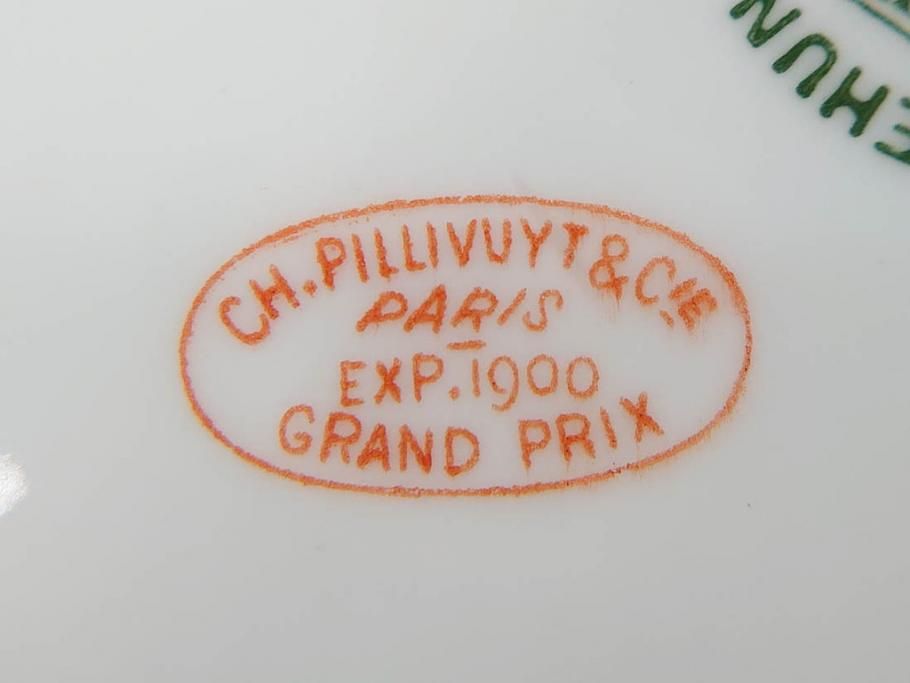 CH. PILLIVUYT & CIE
PARIS
EXP. 1900
GRAND PRIX